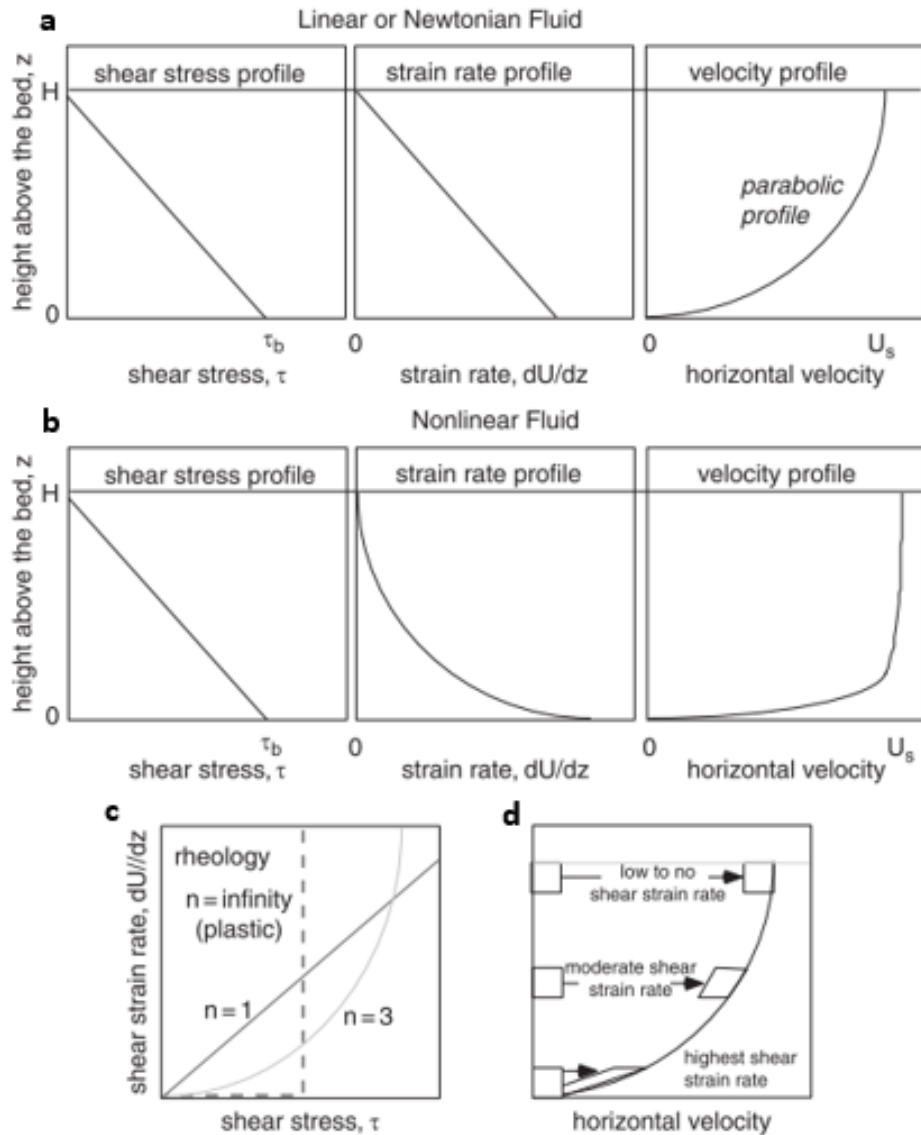 a
Linear or Newtonian Fluid
shear stress profile
strain rate profile
velocity profile
height above the bed, z
H
0
parabolic
profile
τb
0
0
Us
shear stress, τ
strain rate, dU/dz
horizontal velocity
b
Nonlinear Fluid
shear stress profile
strain rate profile
velocity profile
height above the bed, z
H
0
τb
0
0
Us
shear stress, τ
strain rate, dU/dz
horizontal velocity
c
shear strain rate, dU//dz
rheology
n = infinity
(plastic)
n = 1
n = 3
shear stress, τ
d
low to no
shear strain rate
moderate shear
strain rate
highest shear
strain rate
horizontal velocity